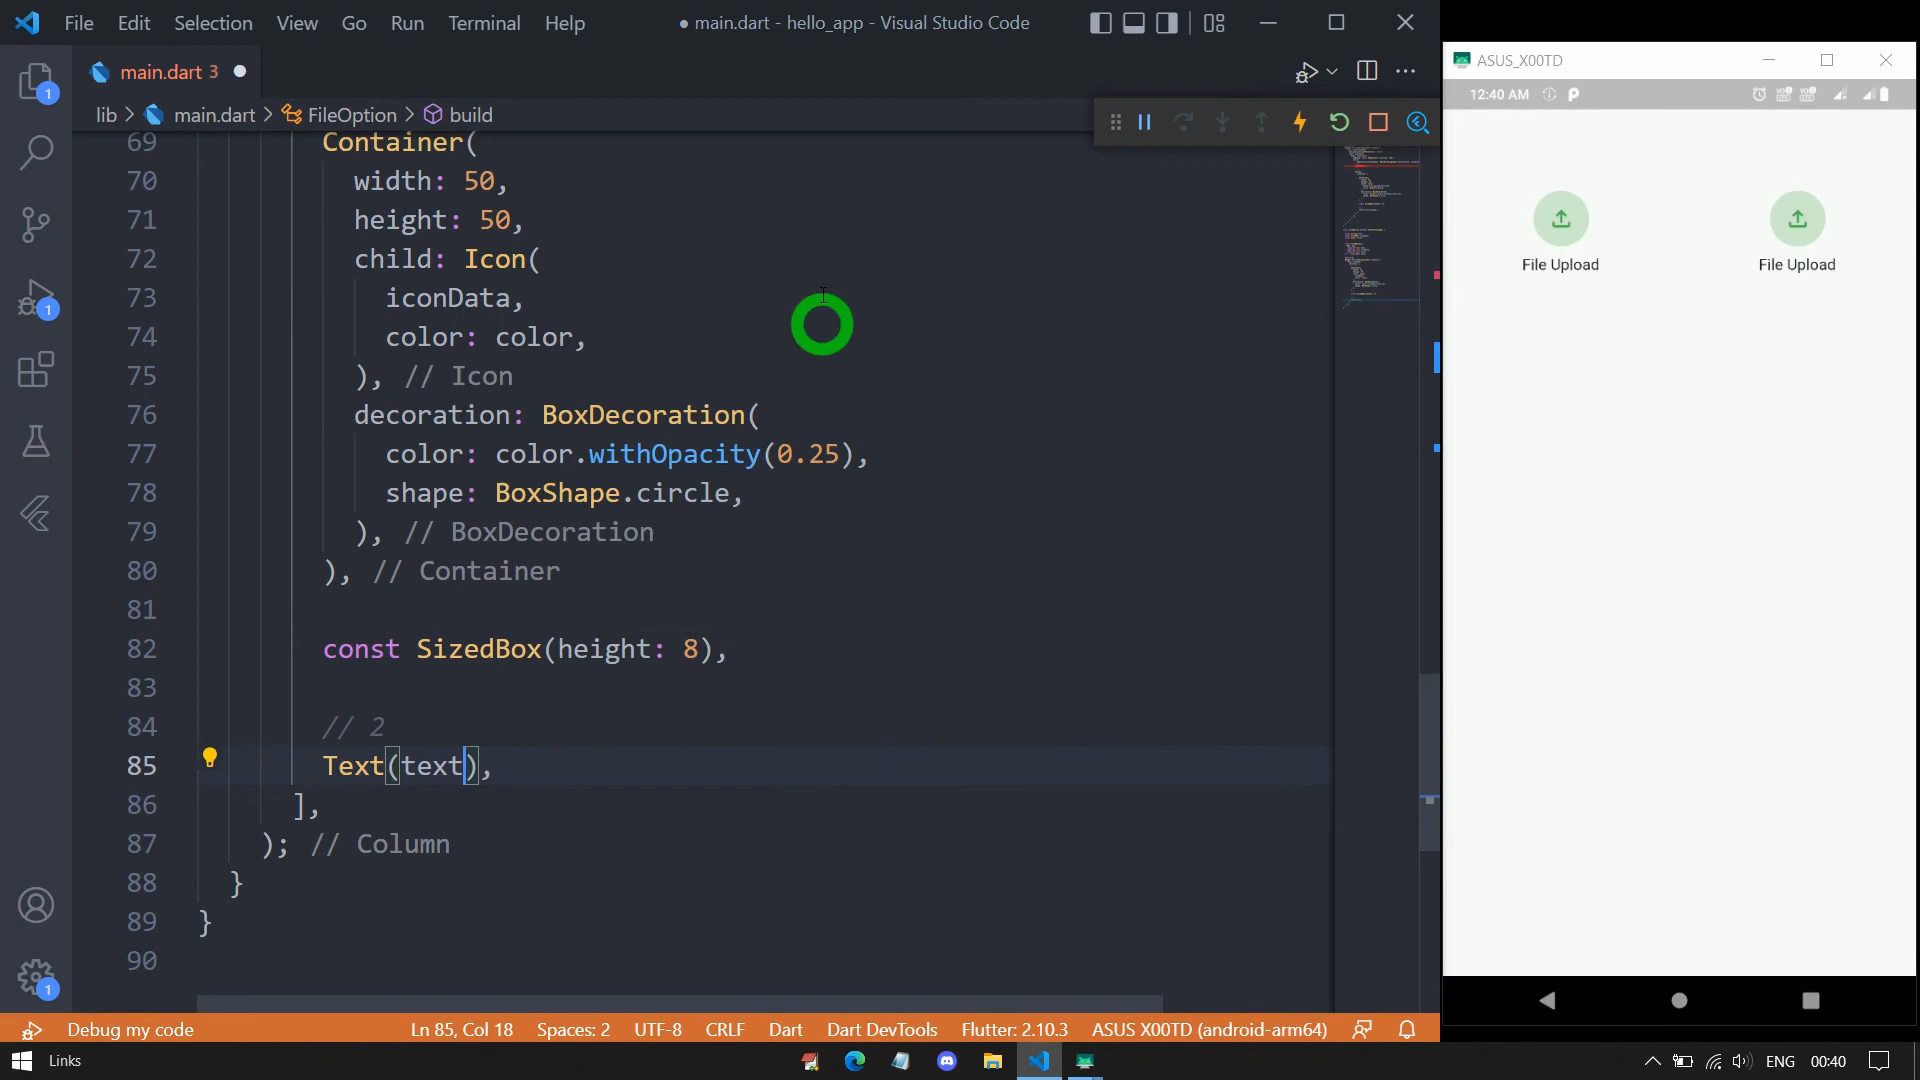 File Edit Selection View Go Run Terminal Help
● main.dart - hello_app - Visual Studio Code
main.dart 3
lib > main.dart > FileOption > build
69 Container(
70 width: 50,
71 height: 50,
72 child: Icon(
73 iconData,
74 color: color,
75 ), // Icon
76 decoration: BoxDecoration(
77 color: color.withOpacity(0.25),
78 shape: BoxShape.circle,
79 ), // BoxDecoration
80 ), // Container
81
82 const SizedBox(height: 8),
83
84 // 2
85 Text(text),
86 ],
87 ); // Column
88 }
89 }
90
1
1
1
Debug my code Ln 85, Col 18 Spaces: 2 UTF-8 CRLF Dart Dart DevTools Flutter: 2.10.3 ASUS X00TD (android-arm64)
ASUS_X00TD
12:40 AM
File Upload File Upload
Links ENG 00:40